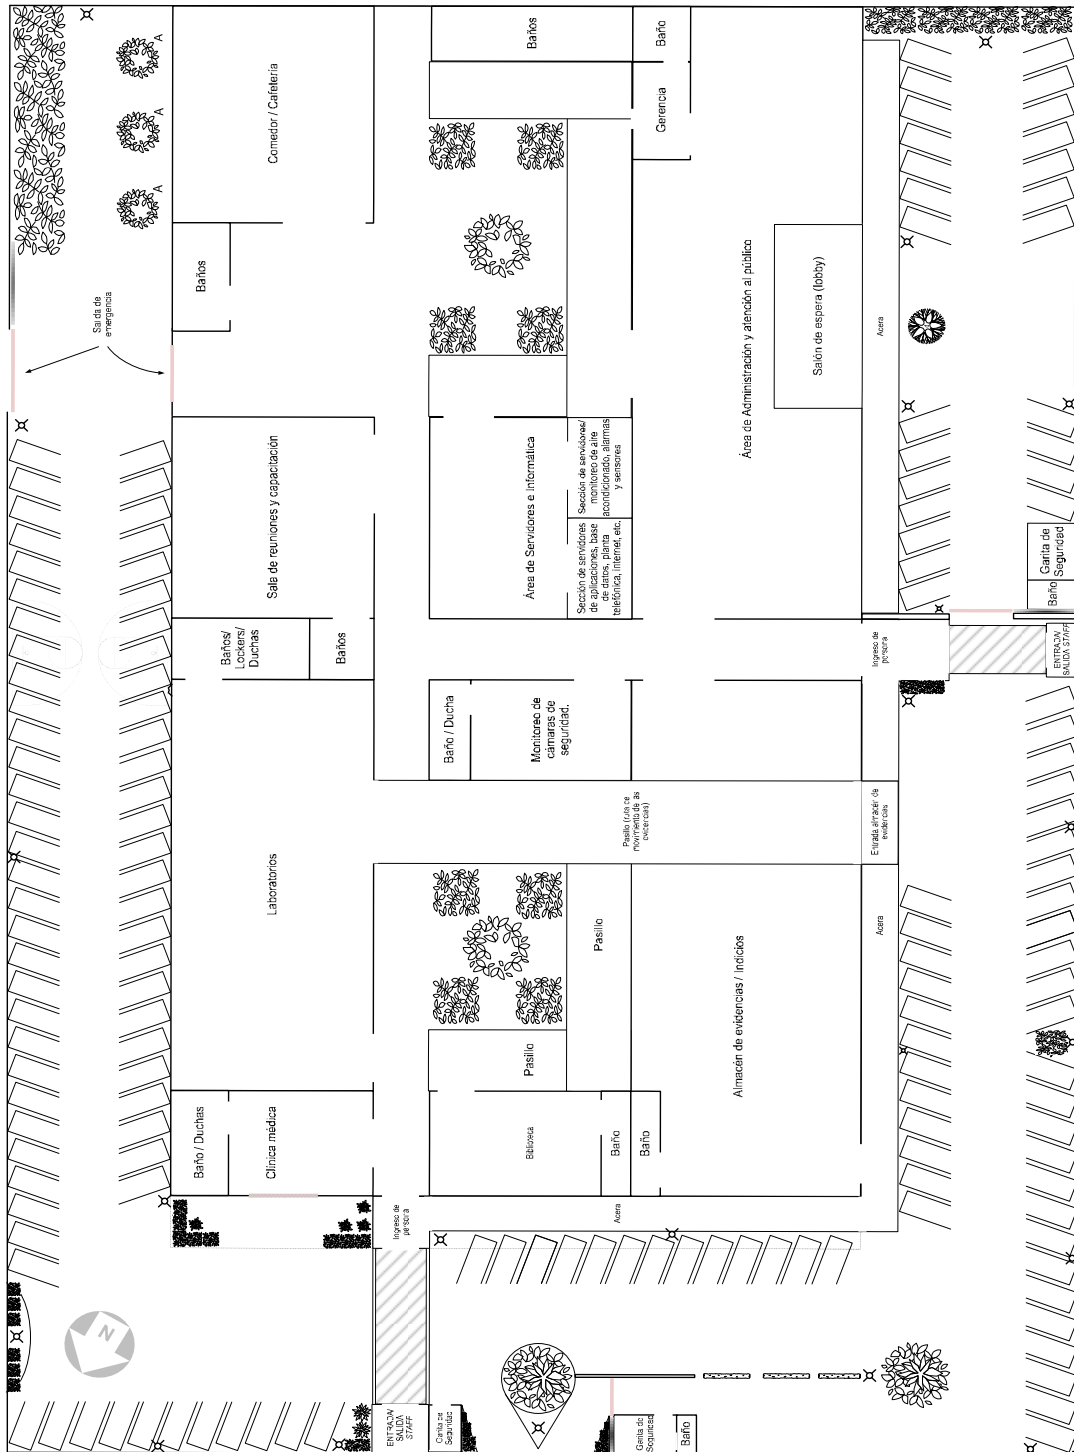 Baños
Baño
A
A
A
Comedor / Cafetería
Gerencia
Baños
Salida de
emergencia
Área de Administración y atención al público
Salón de espera (lobby)
Acera
Sala de reuniones y capacitación
Área de Servidores e Informática
Sección de servidores/
monitoreo de aire
acondicionado, alarmas
y sensores
Sección de servidores
de aplicaciones, base
de datos, planta
telefónica, internet, etc.
Garita de
Seguridad
Baño
Baños/
Lockers/
Duchas
Baños
Ingreso de
persona
ENTRADA/
SALIDA STAFF
Baño / Ducha
Monitoreo de
cámaras de
seguridad.
Pasillo (ruta de
movimiento de las
evidencias)
Entrada almacén de
evidencias
Laboratorios
Pasillo
Acera
Almacén de evidencias / Indicios
Pasillo
Baño / Duchas
Clínica médica
Biblioteca
Baño
Baño
Ingreso de
persona
Acera
N
ENTRADA/
SALIDA
STAFF
Garita de
Seguridad
Garita de
Seguridad
Baño